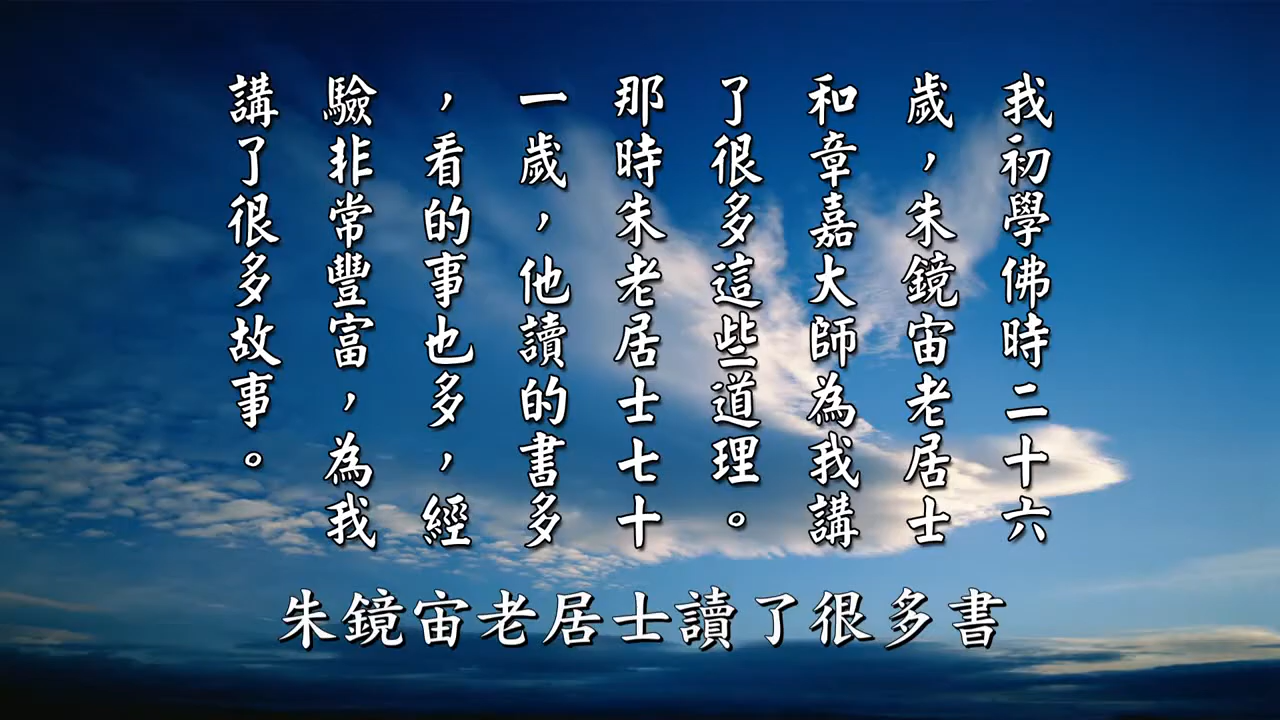 我初學佛時二十六
歲，朱鏡宙老居士
和章嘉大師為我講
了很多這些道理。
那時朱老居士七十
一歲，他讀的書多
，看的事也多，經
驗非常豐富，為我
講了很多故事。
朱鏡宙老居士讀了很多書